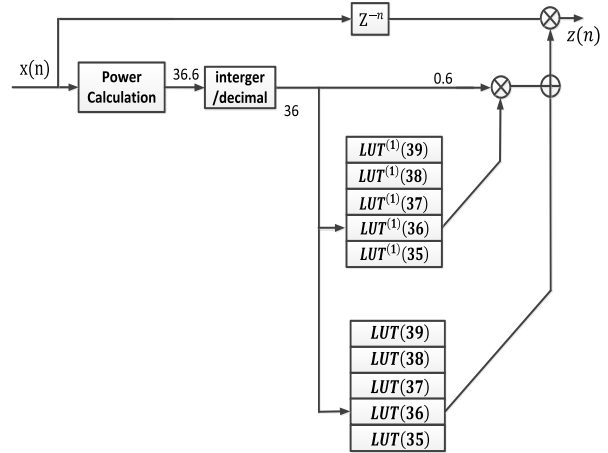 Z⁻ⁿ
z(n)
x(n)
Power
Calculation
36.6
interger
/decimal
36
0.6
LUT⁽¹⁾(39)
LUT⁽¹⁾(38)
LUT⁽¹⁾(37)
LUT⁽¹⁾(36)
LUT⁽¹⁾(35)
LUT(39)
LUT(38)
LUT(37)
LUT(36)
LUT(35)